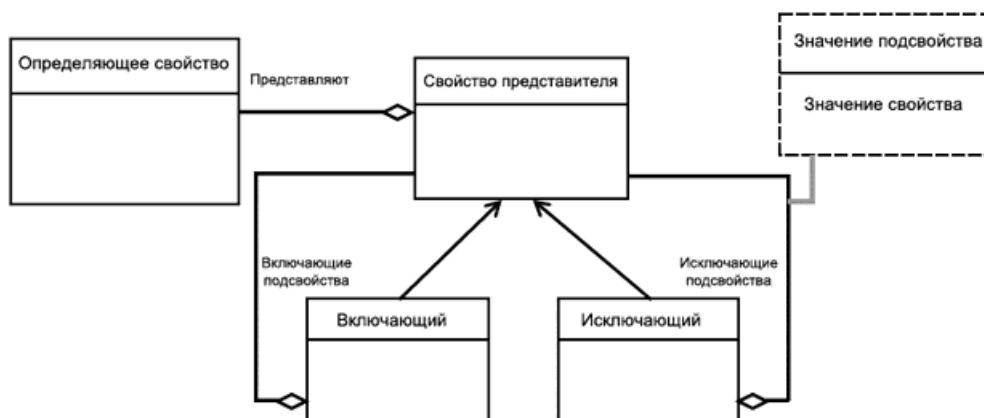 Определяющее свойство
Представляют
Свойство представителя
Значение подсвойства
Значение свойства
Включающие
подсвойства
Исключающие
подсвойства
Включающий
Исключающий